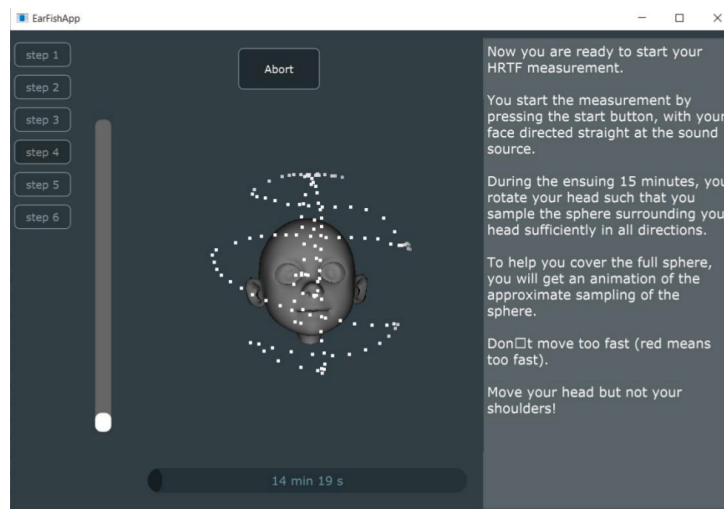 EarFishApp
step 1
step 2
step 3
step 4
step 5
step 6
Abort
14 min 19 s
Now you are ready to start your
HRTF measurement.
You start the measurement by
pressing the start button, with your
face directed straight at the sound
source.
During the ensuing 15 minutes, you
rotate your head such that you
sample the sphere surrounding you
head sufficiently in all directions.
To help you cover the full sphere,
you will get an animation of the
approximate sampling of the
sphere.
Don□t move too fast (red means
too fast).
Move your head but not your
shoulders!